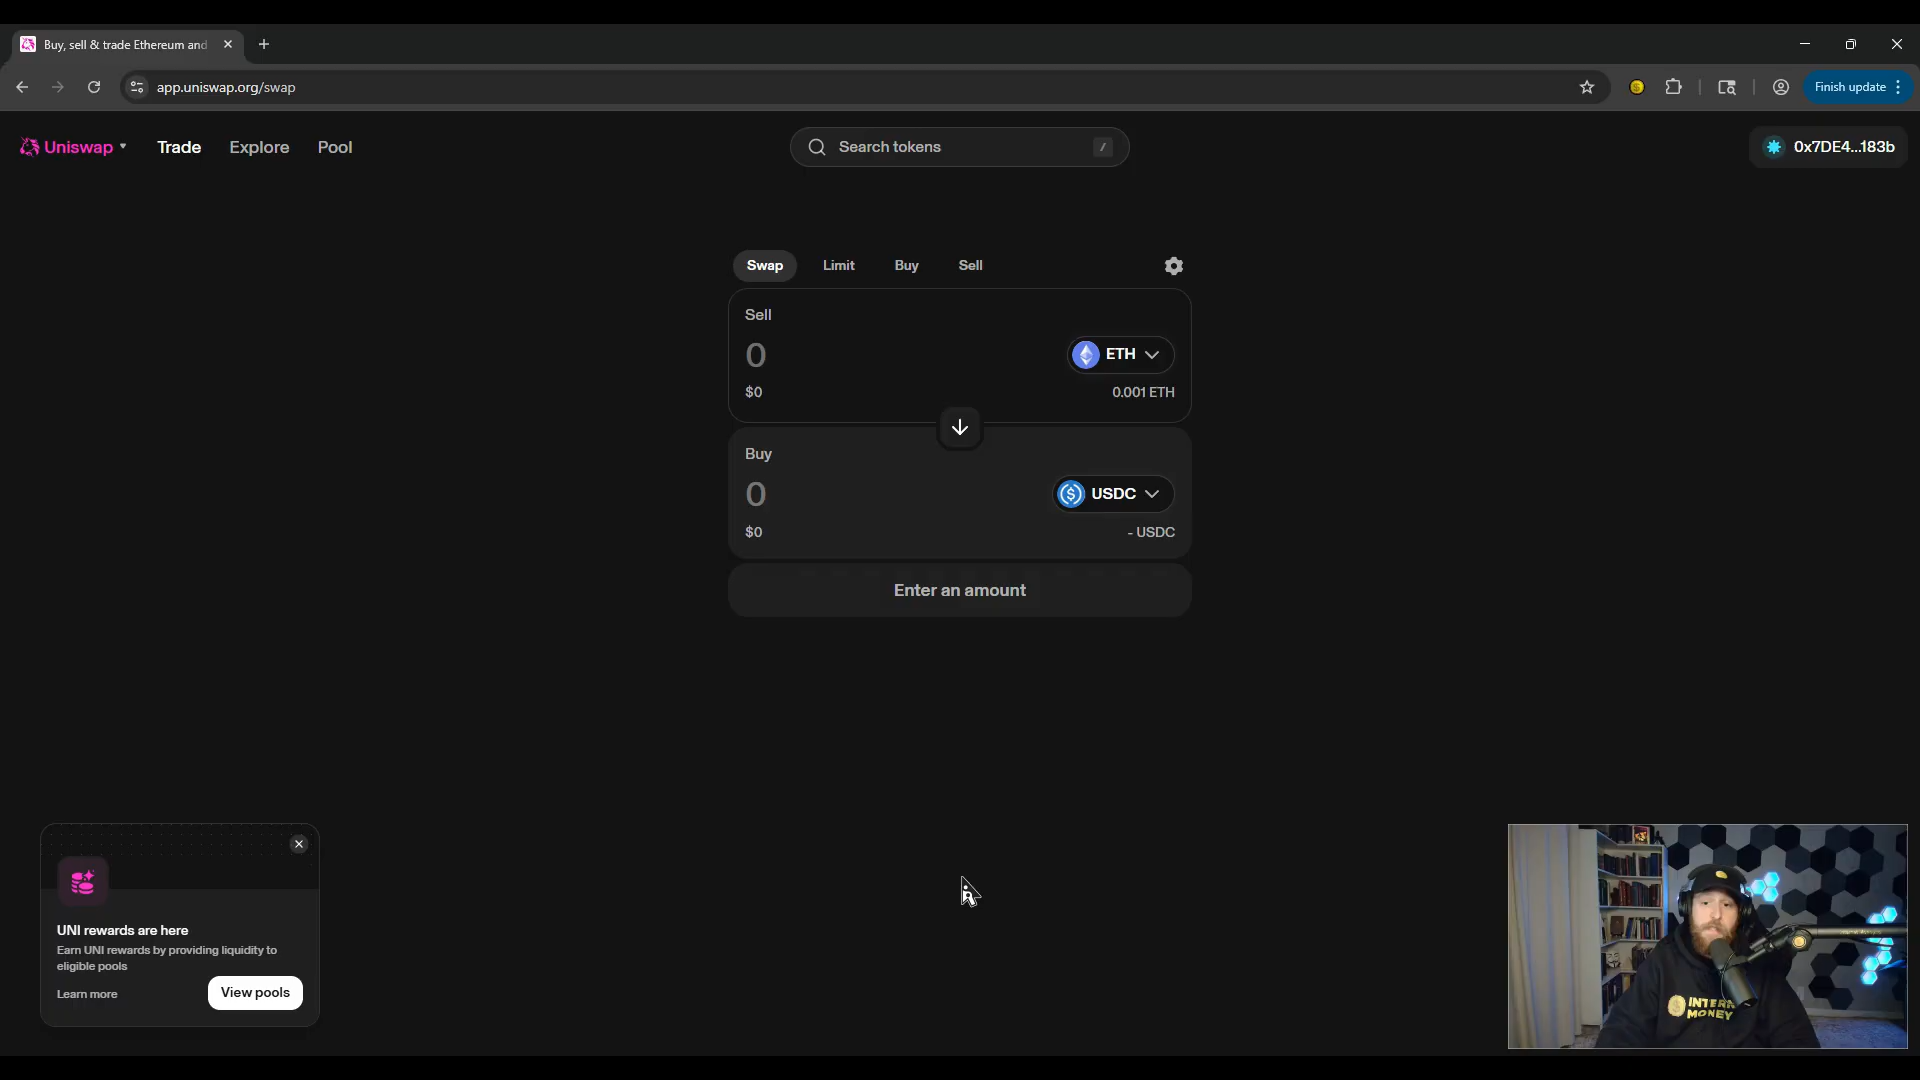 Buy, sell & trade Ethereum and
app.uniswap.org/swap
Finish update
Uniswap
Trade
Explore
Pool
Search tokens
/
0x7DE4...183b
Swap
Limit
Buy
Sell
Sell
0
ETH
$0
0.001 ETH
Buy
0
USDC
$0
- USDC
Enter an amount
UNI rewards are here
Earn UNI rewards by providing liquidity to
eligible pools
Learn more
View pools
MONEY